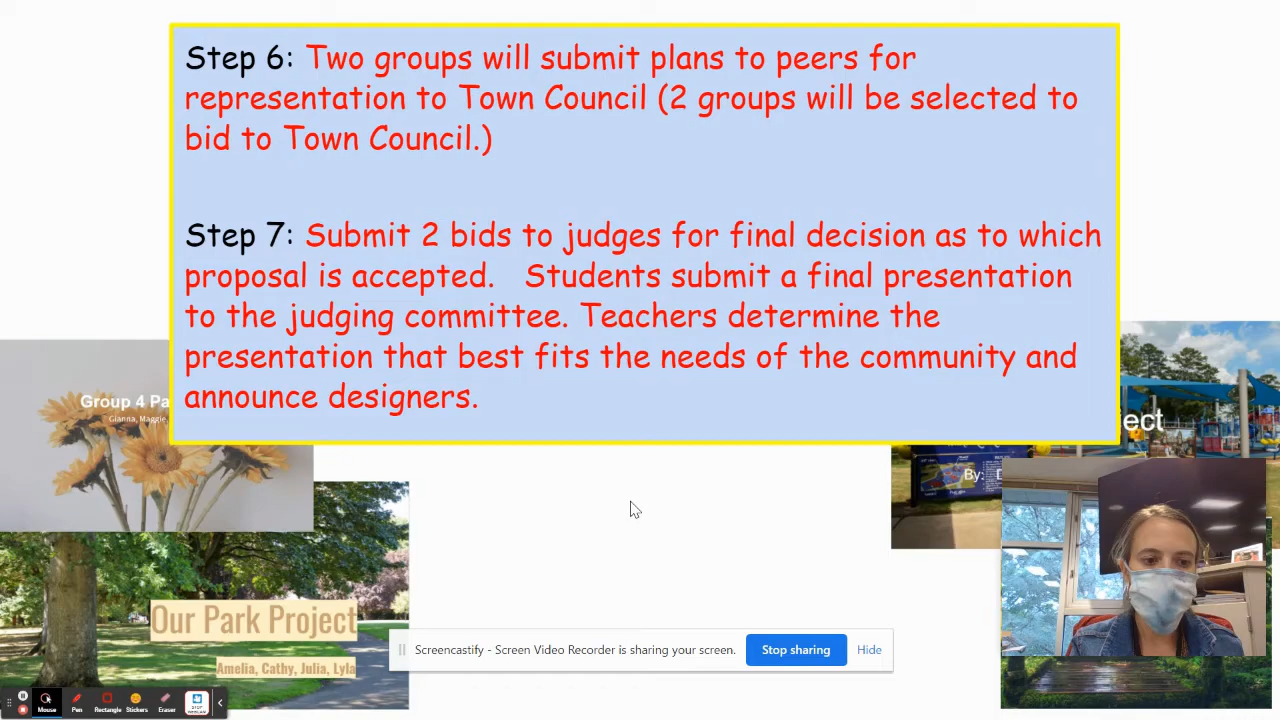 Step 6: Two groups will submit plans to peers for
representation to Town Council (2 groups will be selected to
bid to Town Council.)
Step 7: Submit 2 bids to judges for final decision as to which
proposal is accepted. Students submit a final presentation
to the judging committee. Teachers determine the
presentation that best fits the needs of the community and
announce designers.
Group 4 Pa
Gianna, Maggie,
ect
By:
Our Park Project
Amelia, Cathy, Julia, Lyla
Screencastify - Screen Video Recorder is sharing your screen.
Stop sharing
Hide
Mouse
Pen
Rectangle
Stickers
Eraser